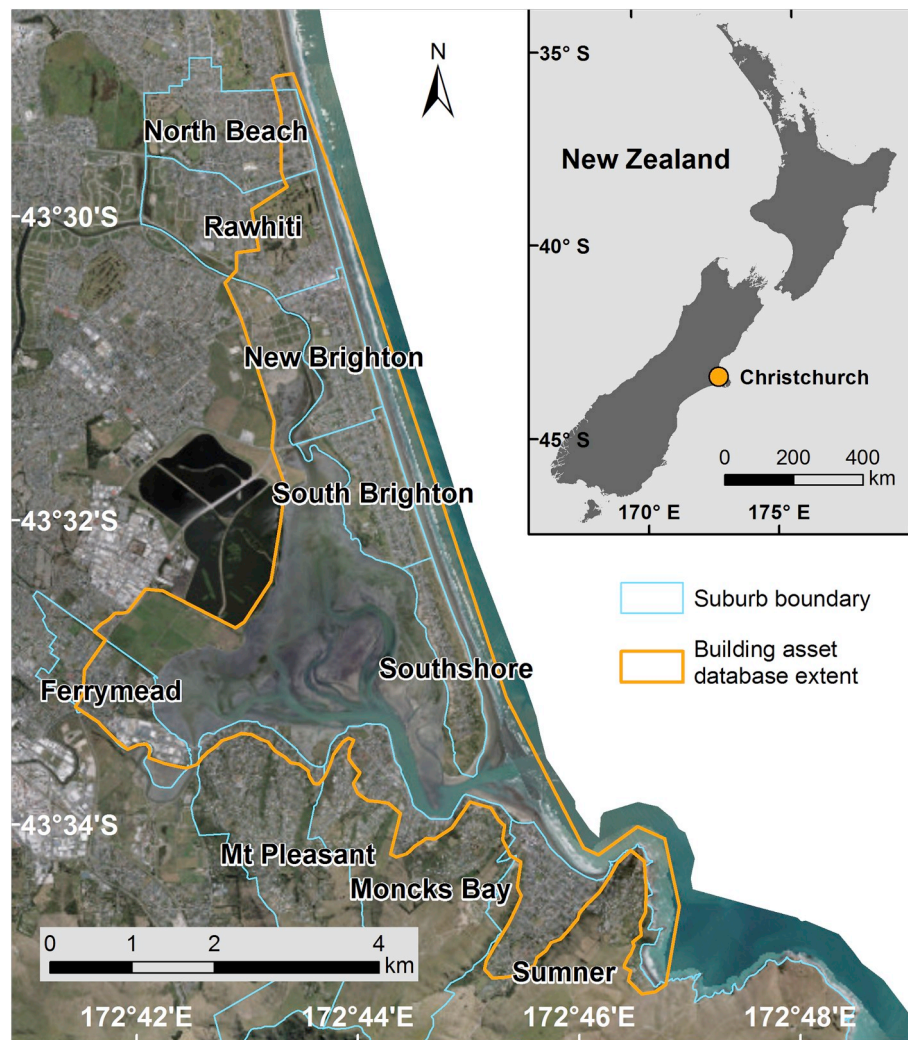 N
North Beach
Rawhiti
New Brighton
South Brighton
Southshore
Ferrymead
Mt Pleasant
Moncks Bay
Sumner
43°30'S
43°32'S
43°34'S
172°42'E
172°44'E
172°46'E
172°48'E
0 1 2 4
km
-35° S
New Zealand
-40° S
Christchurch
-45° S
0 200 400
km
170° E
175° E
Suburb boundary
Building asset
database extent